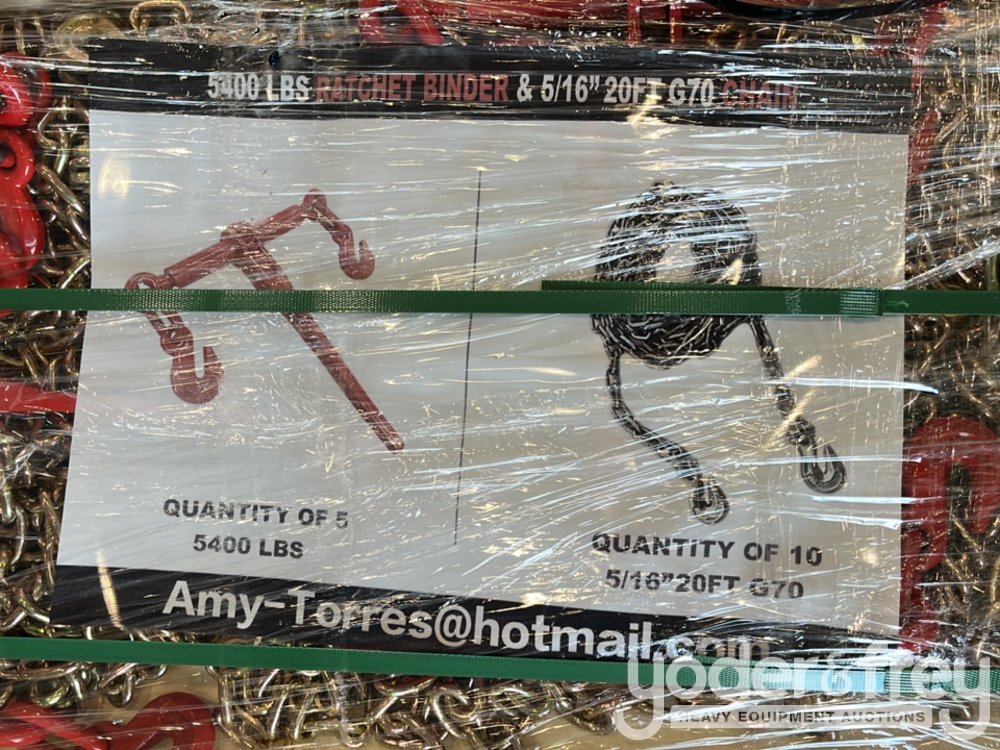 5400 LBS RATCHET BINDER & 5/16” 20FT G70 CHAIN
QUANTITY OF 5
5400 LBS
QUANTITY OF 10
5/16”20FT G70
Amy-Torres@hotmail.com
yoder&frey
HEAVY EQUIPMENT AUCTIONS